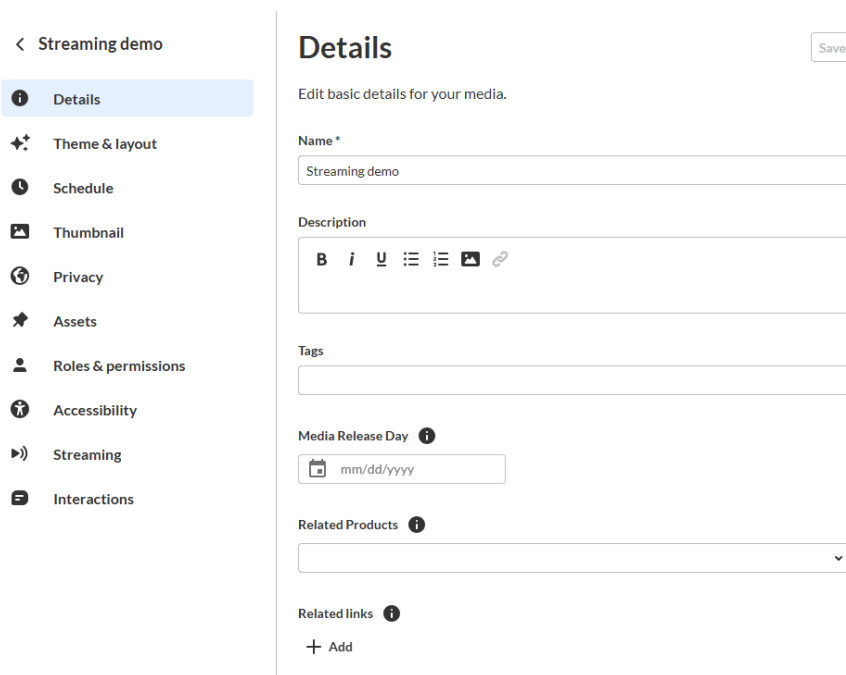 Streaming demo
Details
Theme & layout
Schedule
Thumbnail
Privacy
Assets
Roles & permissions
Accessibility
Streaming
Interactions
Details
Save
Edit basic details for your media.
Name *
Streaming demo
Description
B i U
Tags
Media Release Day
mm/dd/yyyy
Related Products
Related links
Add